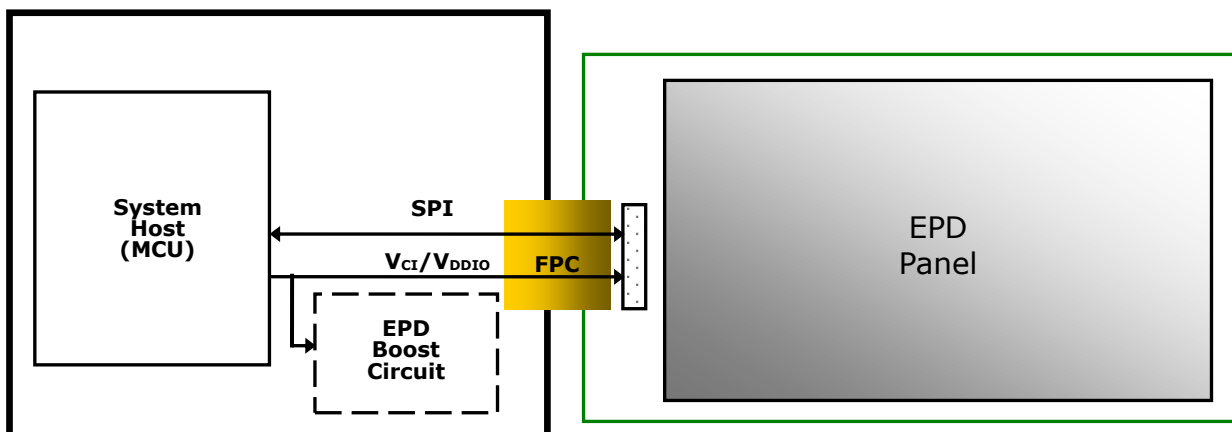 System
Host
(MCU)
SPI
VCI/VDDIO
FPC
EPD
Boost
Circuit
EPD
Panel